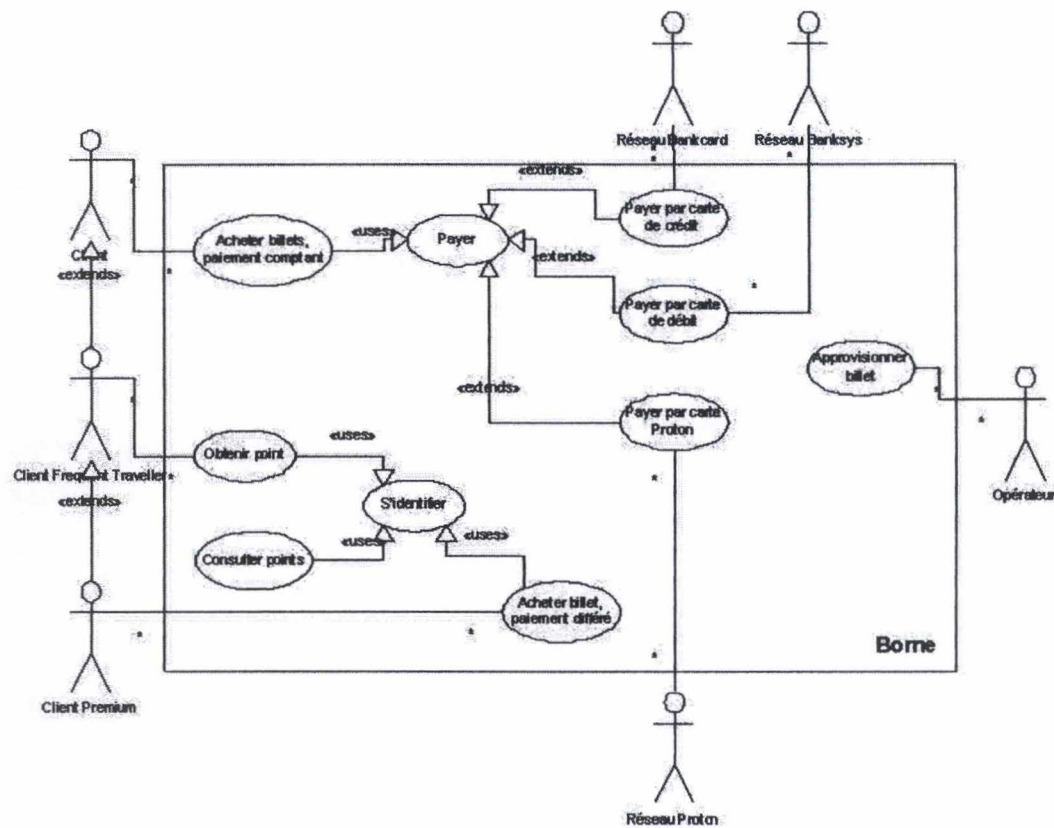 Réseau Bankcard
Réseau Banksys
«extends»
Payer par carte
de crédit
Acheter billets,
paiement comptant
«uses»
Payer
Client
«extends»
«extends»
Payer par carte
de débit
Approvisionner
billet
«extends»
Payer par carte
Proton
Obtenir point
«uses»
Client Frequent Traveller
«extends»
S'identifier
Opérateur
Consulter points
«uses»
«uses»
Acheter billet,
paiement différé
Borne
Client Premium
Réseau Proton